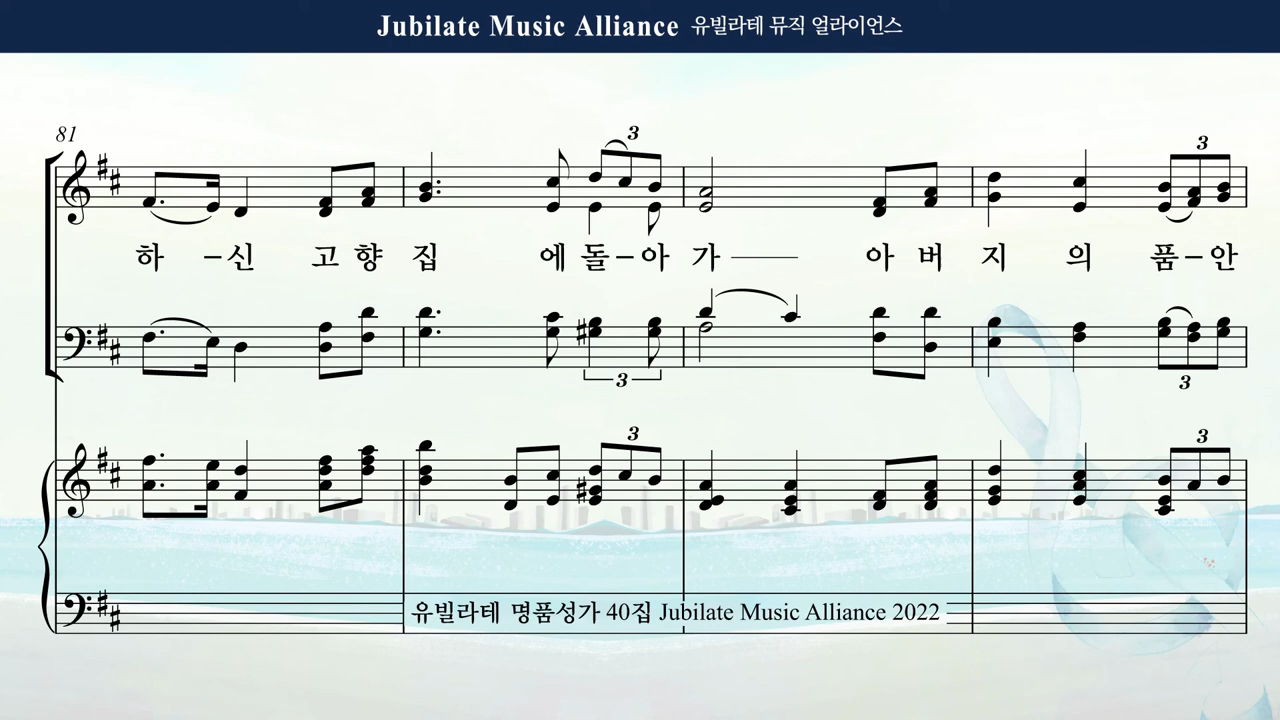 Jubilate Music Alliance 유빌라테 뮤직 얼라이언스
81
3 3
하 -신 고 향 집 에 돌-아 가 아 버 지 의 품-안
3 3
3 3
유빌라테 명품성가 40집 Jubilate Music Alliance 2022